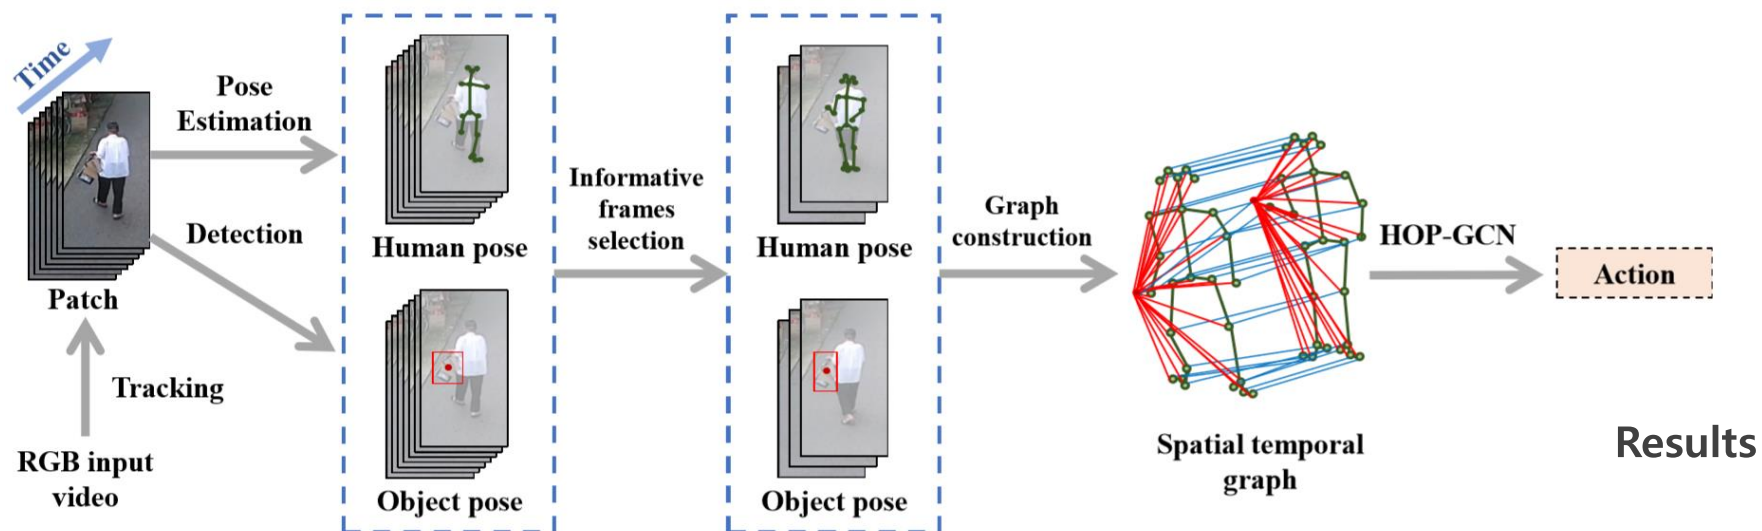 Time
Pose
Estimation
Detection
Patch
Tracking
RGB input
video
Human pose
Object pose
Informative
frames
selection
Human pose
Object pose
Graph
construction
Spatial temporal
graph
HOP-GCN
Action
Results